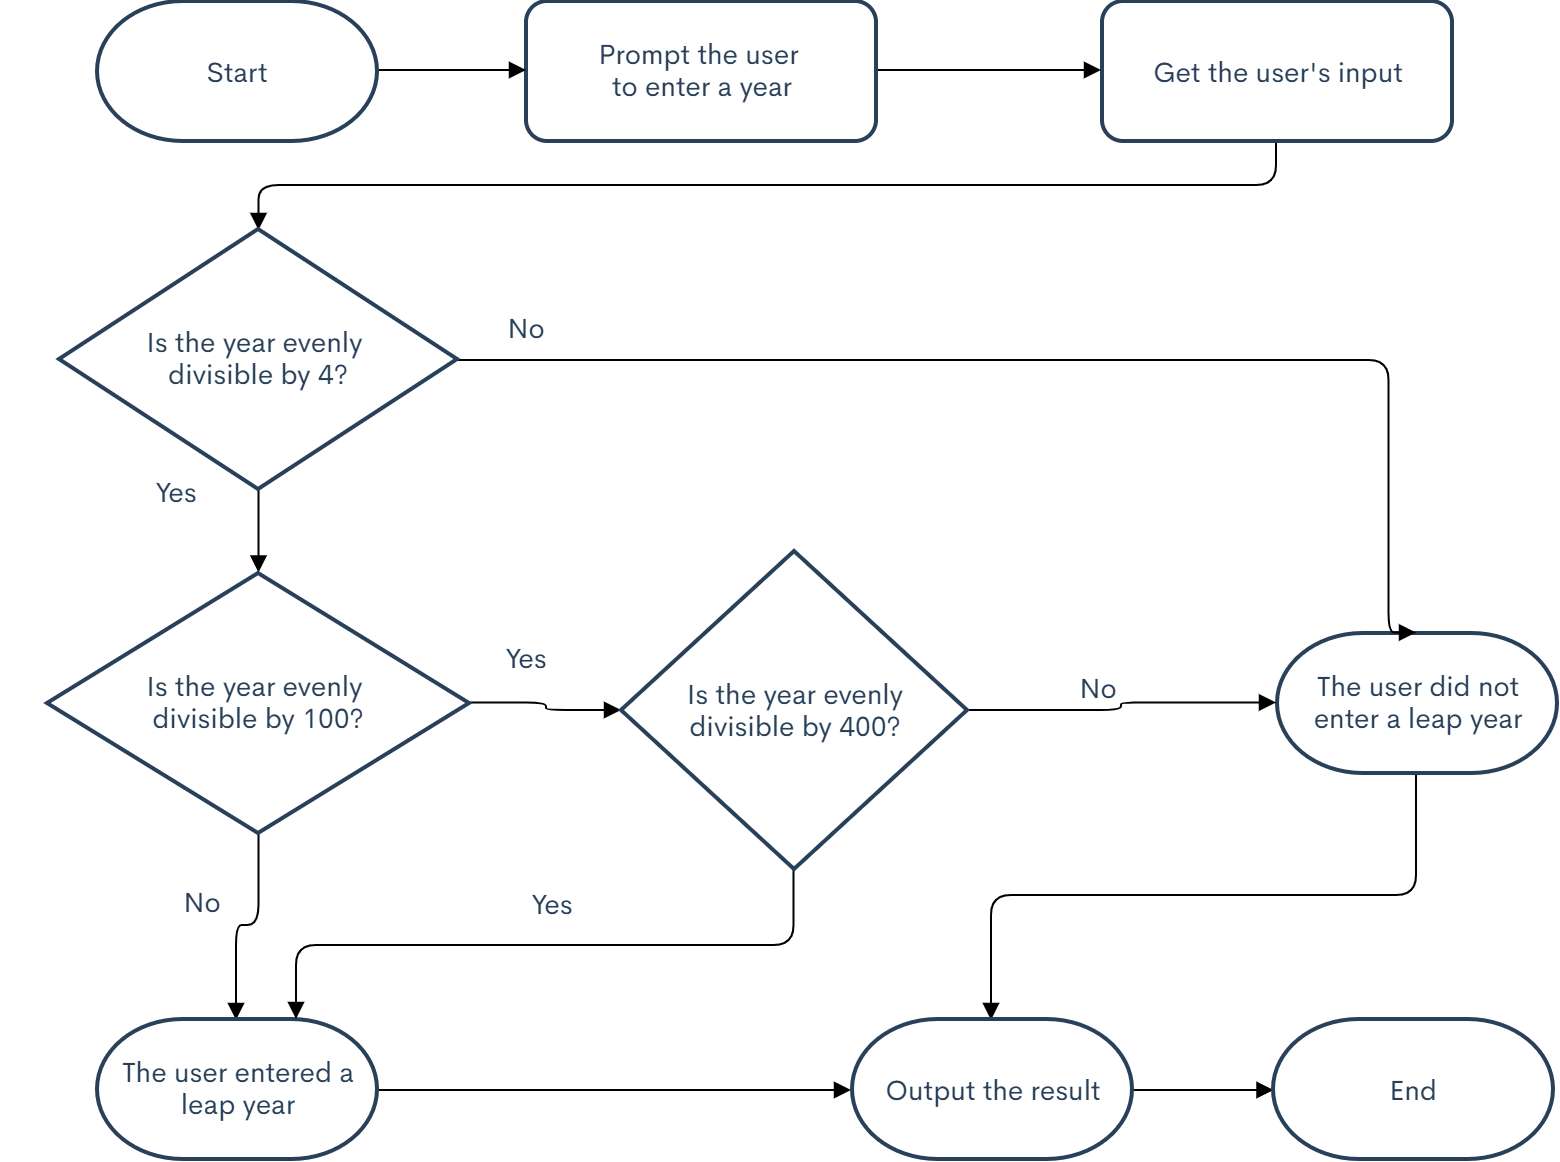 Start
Prompt the user
to enter a year
Get the user's input
Is the year evenly
divisible by 4?
No
Yes
Is the year evenly
divisible by 100?
Yes
Is the year evenly
divisible by 400?
No
The user did not
enter a leap year
No
Yes
The user entered a
leap year
Output the result
End